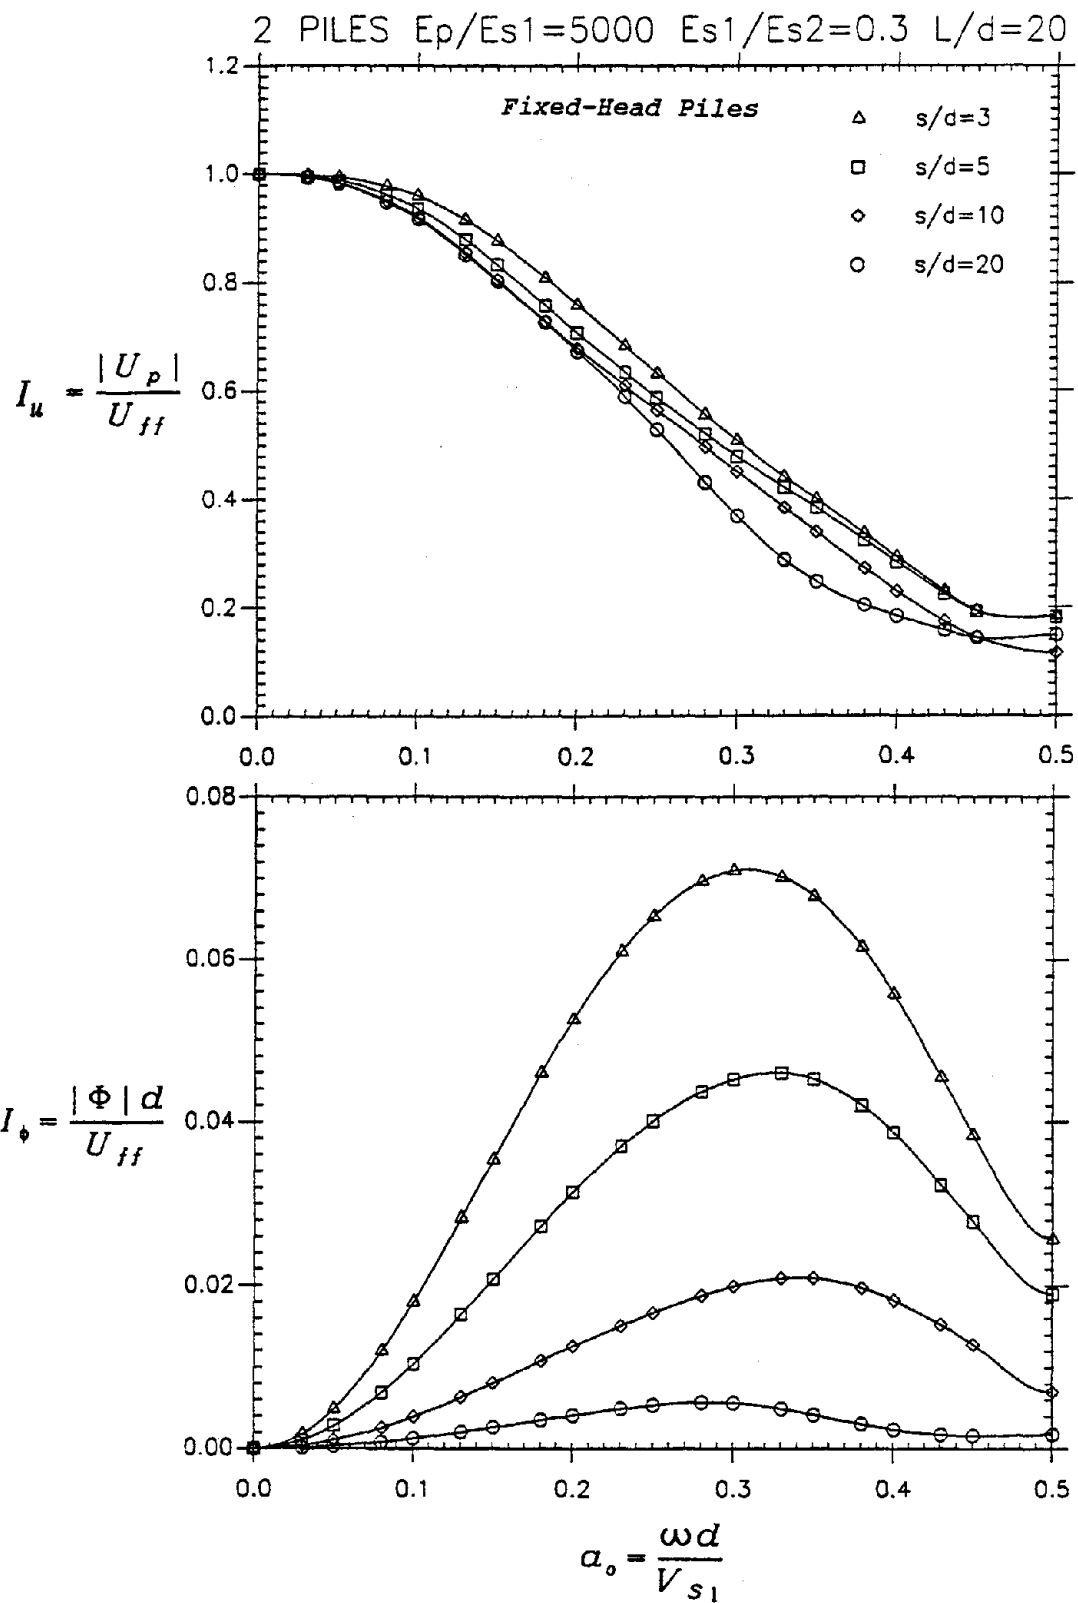 2 PILES Ep/Es1=5000 Es1/Es2=0.3 L/d=20
Fixed-Head Piles
s/d=3
s/d=5
s/d=10
s/d=20
1.2
1.0
0.8
0.6
0.4
0.2
0.0
I_u = |U_p| / U_ff
0.0 0.1 0.2 0.3 0.4 0.5
0.08
0.06
0.04
0.02
0.00
I_ϕ = |Φ|d / U_ff
0.0 0.1 0.2 0.3 0.4 0.5
a_o = ωd / V_s1